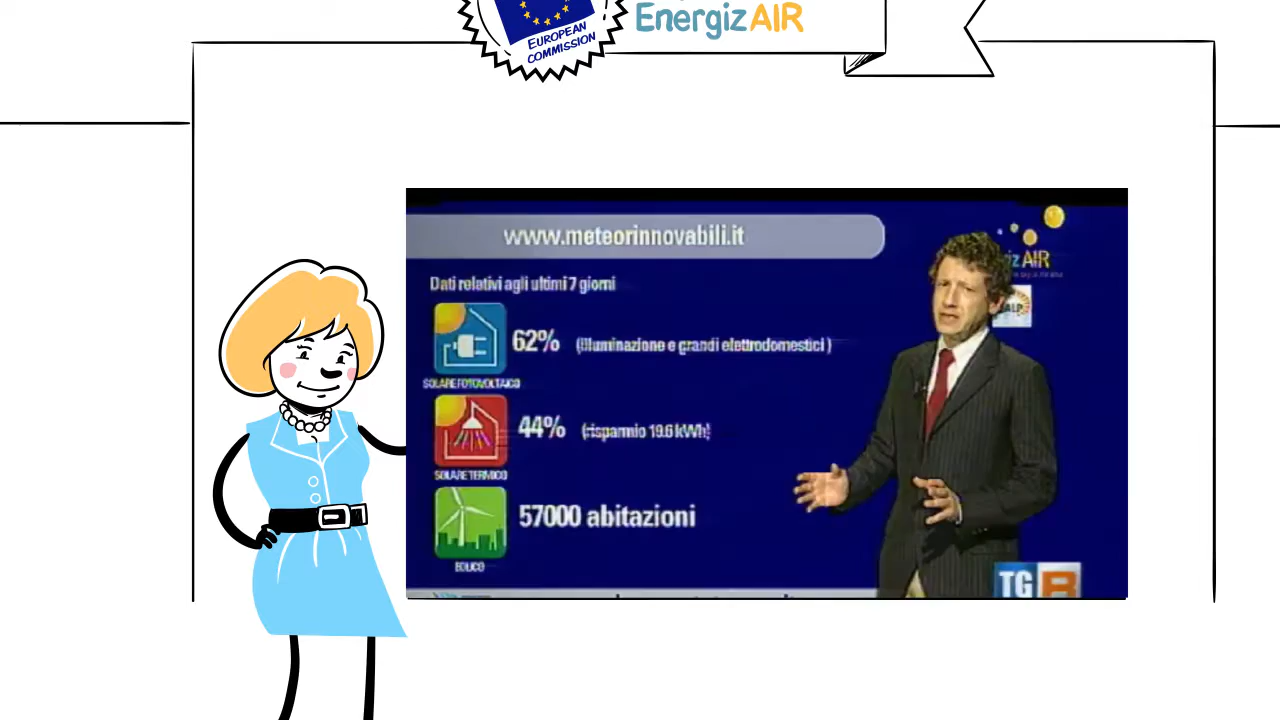 EUROPEAN
COMMISSION
EnergizAIR
www.meteorinnovabili.it
Dati relativi agli ultimi 7 giorni
62% (illuminazione e grandi elettrodomestici )
SOLARE FOTOVOLTAICO
44% (risparmio 19.6 kWh)
SOLARE TERMICO
57000 abitazioni
EOLICO
giz AIR
TG R